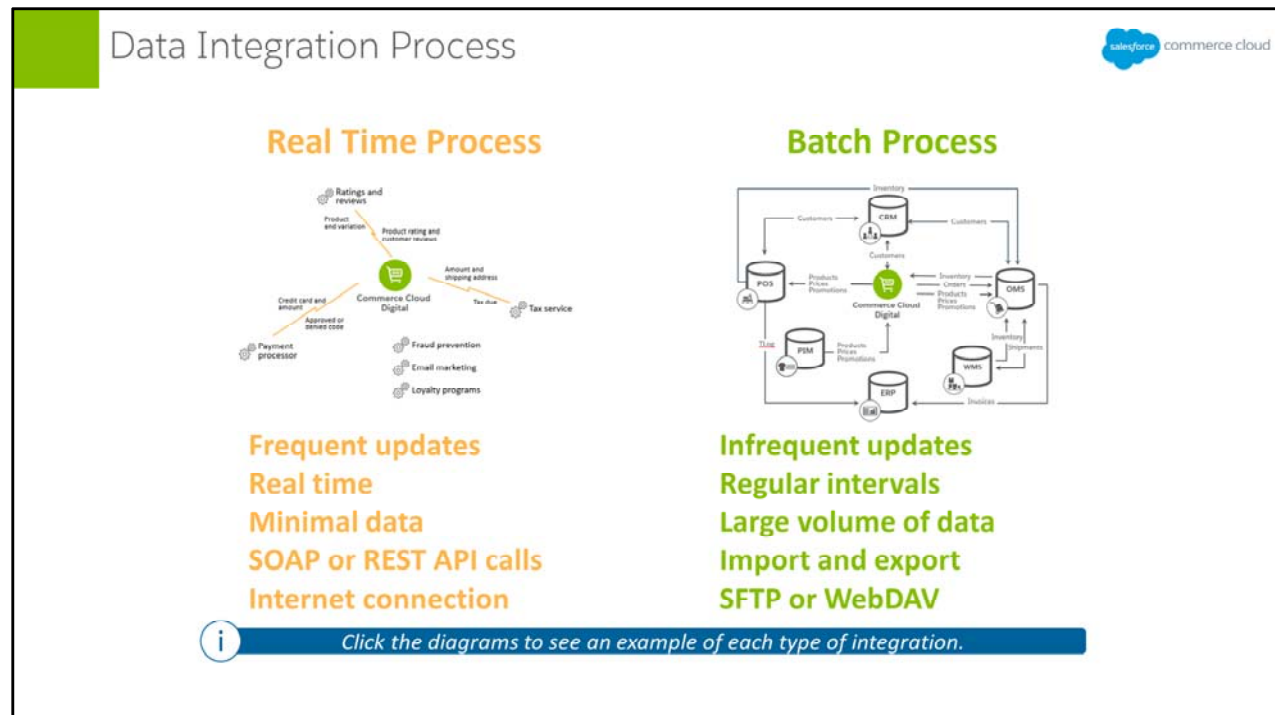 Data Integration Process
salesforce commerce cloud
Real Time Process
Ratings and
reviews
Product
and variation
Product rating and
customer reviews
Commerce Cloud
Digital
Amount and
shipping address
Tax due
Tax service
Credit card and
amount
Approved or
denied code
Payment
processor
Fraud prevention
Email marketing
Loyalty programs
Frequent updates
Real time
Minimal data
SOAP or REST API calls
Internet connection
Batch Process
Inventory
Customers
CRM
Customers
Customers
POS
Products
Prices
Promotions
Commerce Cloud
Digital
Inventory
Orders
Products
Prices
Promotions
OMS
TLog
PIM
Products
Prices
Promotions
Inventory
Shipments
WMS
ERP
Invoices
Infrequent updates
Regular intervals
Large volume of data
Import and export
SFTP or WebDAV
i
Click the diagrams to see an example of each type of integration.